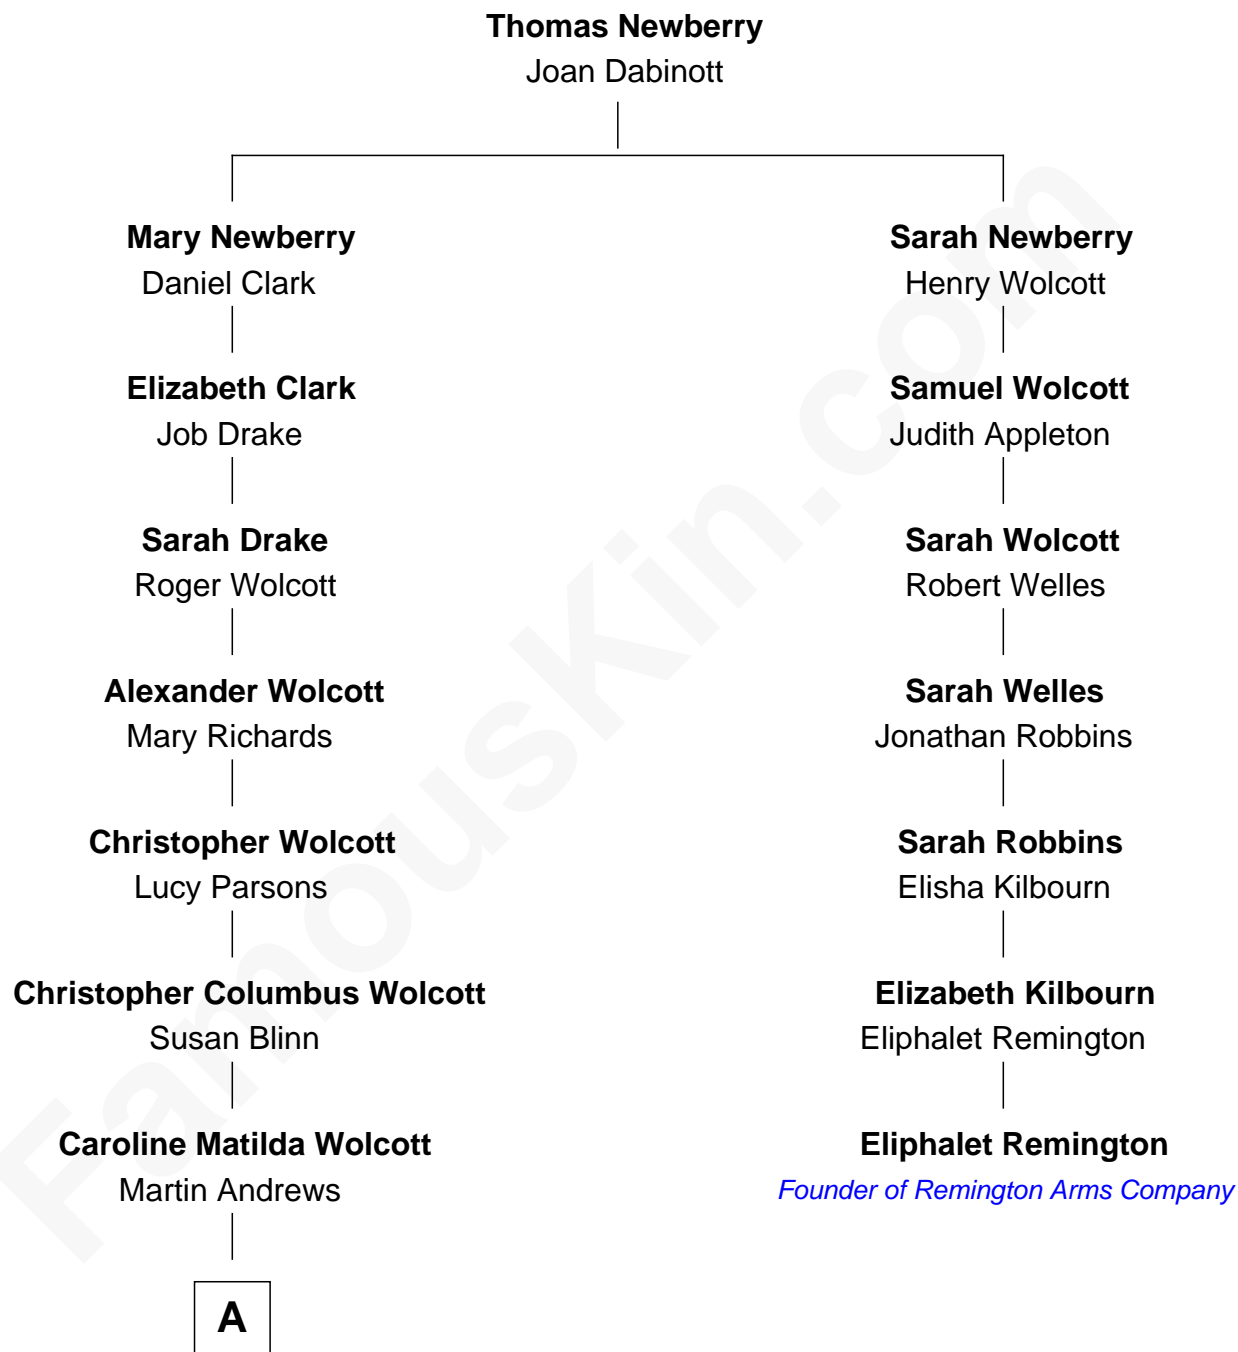 Thomas Newberry
Joan Dabinott
Mary Newberry
Daniel Clark
Sarah Newberry
Henry Wolcott
Elizabeth Clark
Job Drake
Samuel Wolcott
Judith Appleton
Sarah Drake
Roger Wolcott
Sarah Wolcott
Robert Welles
Alexander Wolcott
Mary Richards
Sarah Welles
Jonathan Robbins
Christopher Wolcott
Lucy Parsons
Sarah Robbins
Elisha Kilbourn
Christopher Columbus Wolcott
Susan Blinn
Elizabeth Kilbourn
Eliphalet Remington
Caroline Matilda Wolcott
Martin Andrews
Eliphalet Remington
Founder of Remington Arms Company
A
FamousKin.com